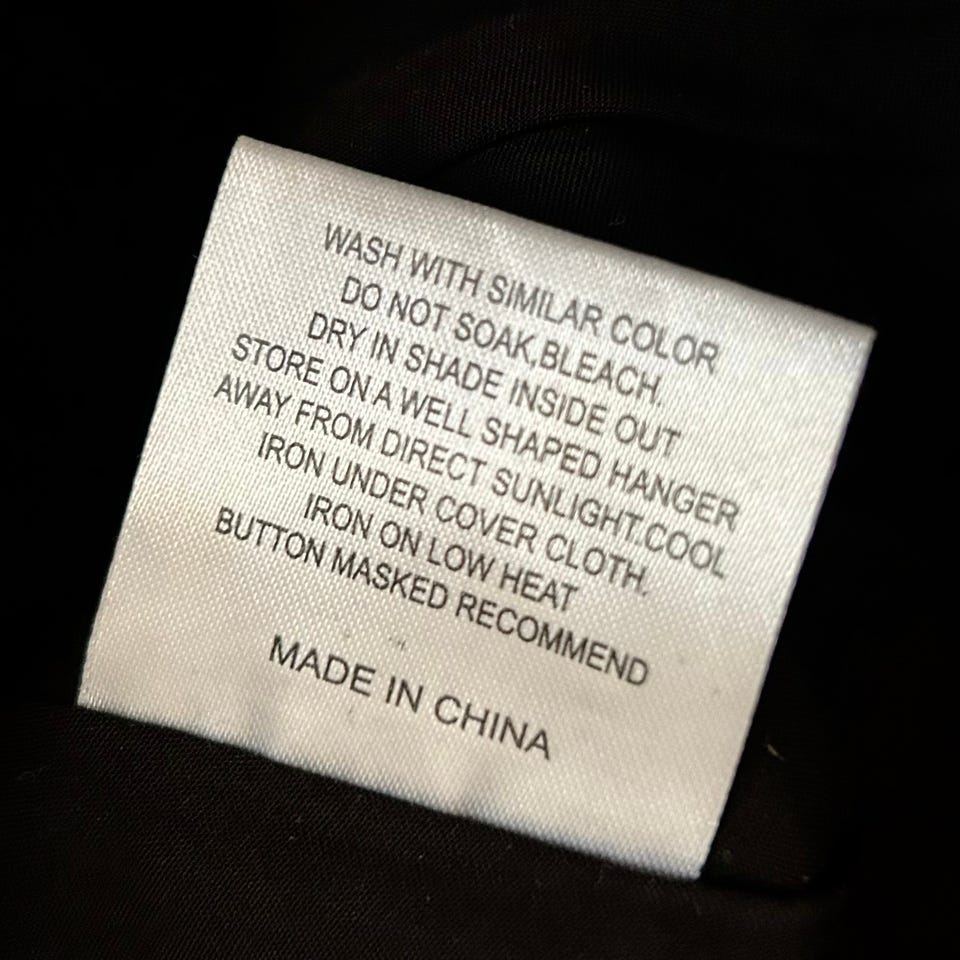 WASH WITH SIMILAR COLOR
DO NOT SOAK,BLEACH.
DRY IN SHADE INSIDE OUT
STORE ON A WELL SHAPED HANGER
AWAY FROM DIRECT SUNLIGHT.COOL
IRON UNDER COVER CLOTH.
IRON ON LOW HEAT
BUTTON MASKED RECOMMEND
MADE IN CHINA